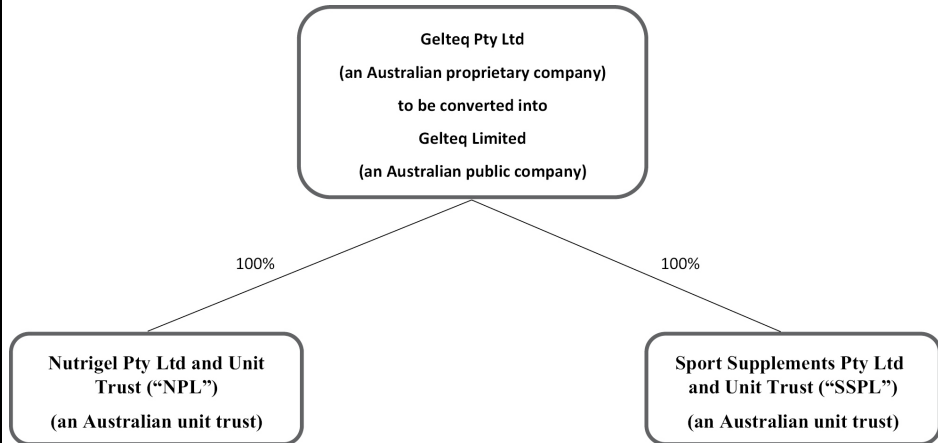 Gelteq Pty Ltd
(an Australian proprietary company)
to be converted into
Gelteq Limited
(an Australian public company)
100%
100%
Nutrigel Pty Ltd and Unit
Trust (“NPL”)
(an Australian unit trust)
Sport Supplements Pty Ltd
and Unit Trust (“SSPL”)
(an Australian unit trust)